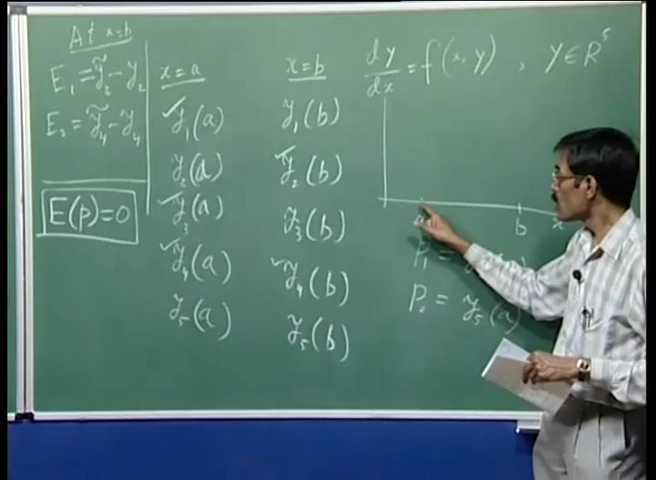 At x=b
E₁ = ỹ₂ - y₂
E₂ = ỹ₄ - y₄
E(p)=0
x=a
✓y₁(a)
y₂(a)
✓y₃(a)
✓y₄(a)
y₅(a)
x=b
y₁(b)
✓y₂(b)
y₃(b)
✓y₄(b)
y₅(b)
dy/dx = f(x, y) , y ∈ R⁵
b
x
p₁ =
p₂ = y₅(a)